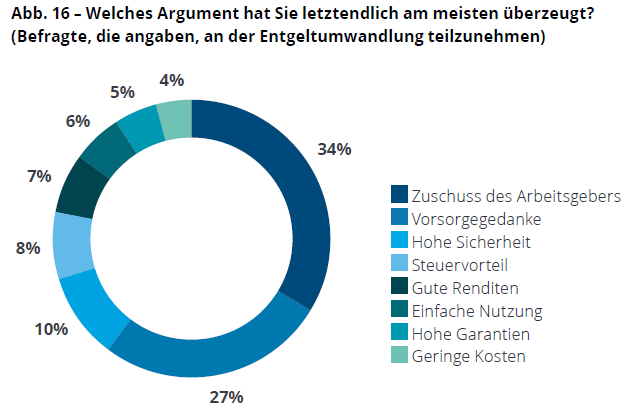 Abb. 16 – Welches Argument hat Sie letztendlich am meisten überzeugt?
(Befragte, die angaben, an der Entgeltumwandlung teilzunehmen)
4%
5%
6%
7%
8%
10%
27%
34%
Zuschuss des Arbeitsgebers
Vorsorgegedanke
Hohe Sicherheit
Steuervorteil
Gute Renditen
Einfache Nutzung
Hohe Garantien
Geringe Kosten